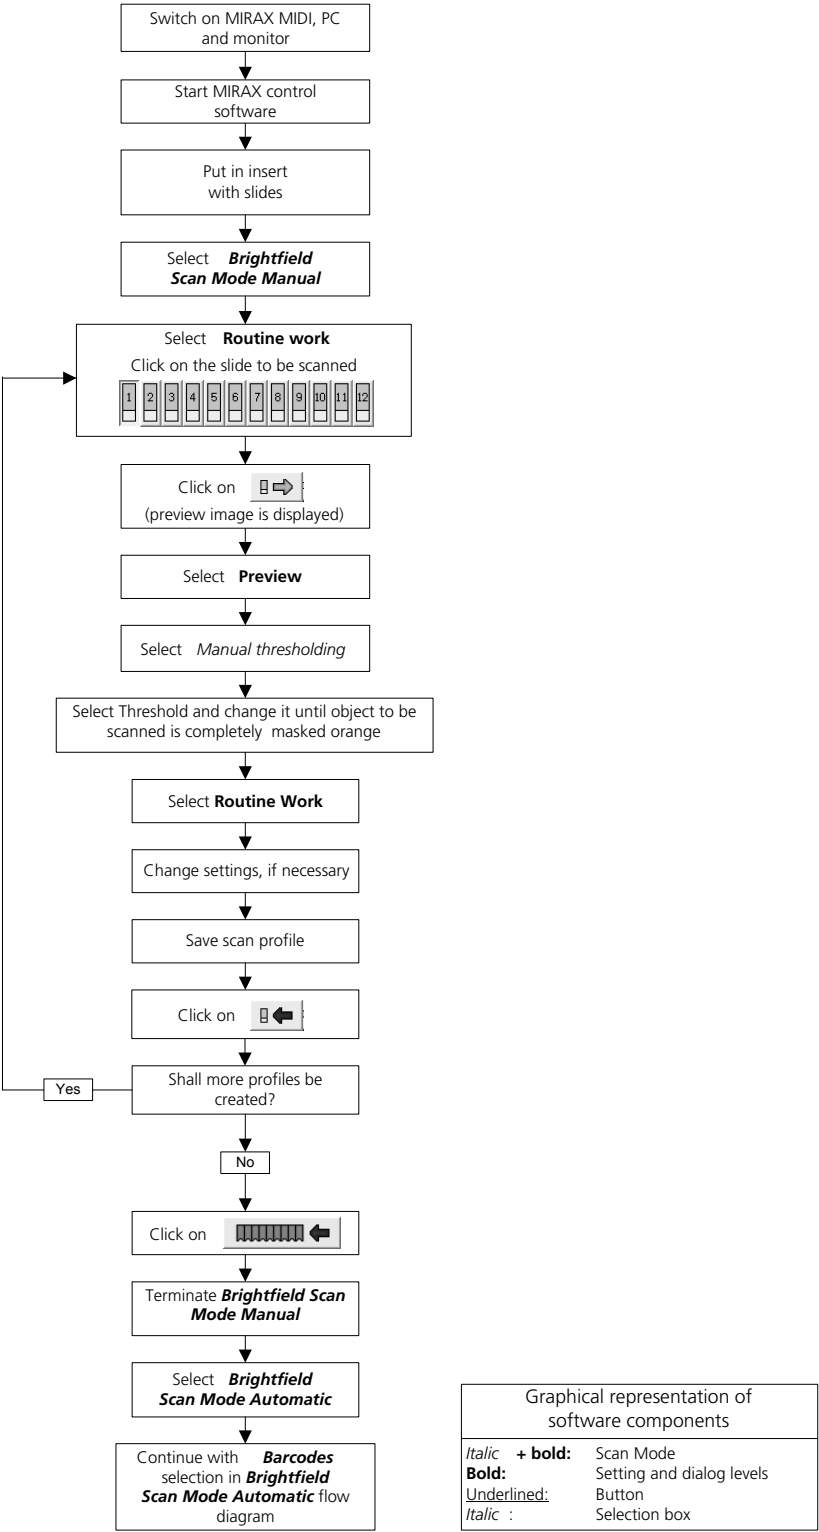 Switch on MIRAX MIDI, PC
and monitor
Start MIRAX control
software
Put in insert
with slides
Select Brightfield
Scan Mode Manual
Select Routine work
Click on the slide to be scanned
1 2 3 4 5 6 7 8 9 10 11 12
Click on
(preview image is displayed)
Select Preview
Select Manual thresholding
Select Threshold and change it until object to be
scanned is completely masked orange
Select Routine Work
Change settings, if necessary
Save scan profile
Click on
Shall more profiles be
created?
Yes
No
Click on
Terminate Brightfield Scan
Mode Manual
Select Brightfield
Scan Mode Automatic
Continue with Barcodes
selection in Brightfield
Scan Mode Automatic flow
diagram
Graphical representation of
software components
Italic + bold: Scan Mode
Bold: Setting and dialog levels
Underlined: Button
Italic : Selection box